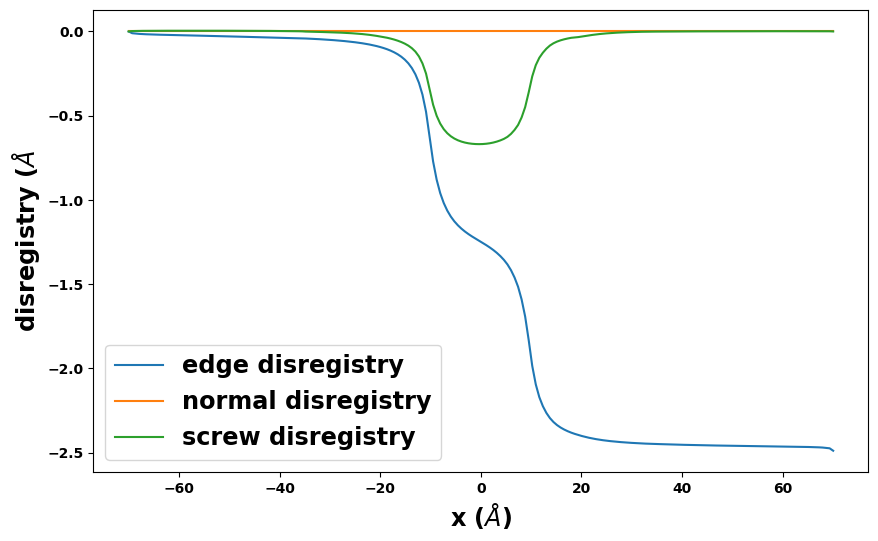 0.0
−0.5
−1.0
−1.5
−2.0
−2.5
disregistry (Å
edge disregistry
normal disregistry
screw disregistry
−60 −40 −20 0 20 40 60
x (Å)